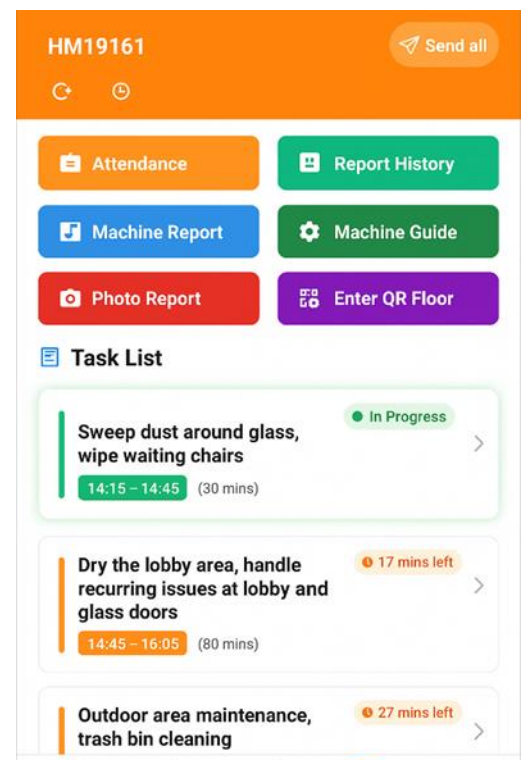 HM19161
Send all
Attendance
Report History
Machine Report
Machine Guide
Photo Report
Enter QR Floor
Task List
In Progress
Sweep dust around glass,
wipe waiting chairs
14:15 – 14:45 (30 mins)
17 mins left
Dry the lobby area, handle
recurring issues at lobby and
glass doors
14:45 – 16:05 (80 mins)
27 mins left
Outdoor area maintenance,
trash bin cleaning